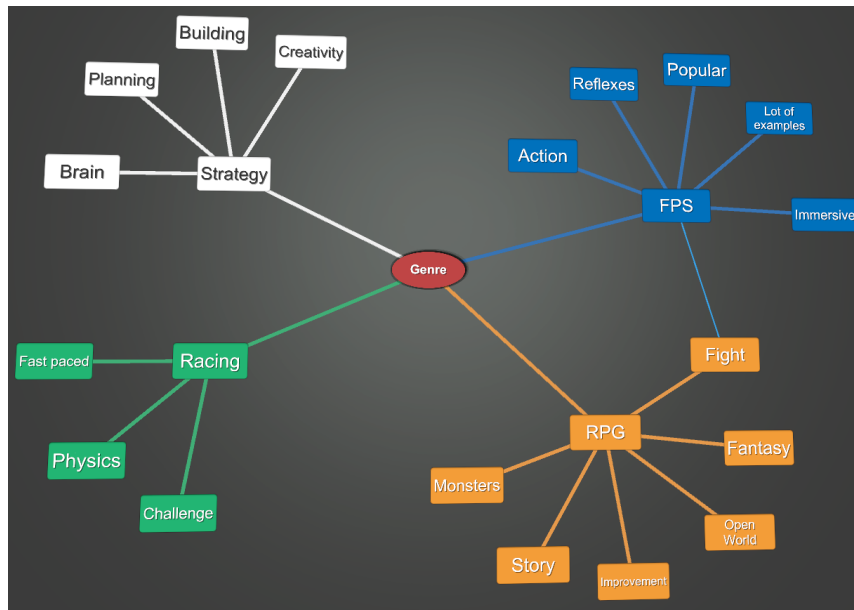 Building
Creativity
Planning
Brain
Strategy
Popular
Reflexes
Lot of
examples
Action
FPS
Immersive
Genre
Racing
Fast paced
Physics
Challenge
Fight
RPG
Fantasy
Monsters
Open
World
Story
Improvement